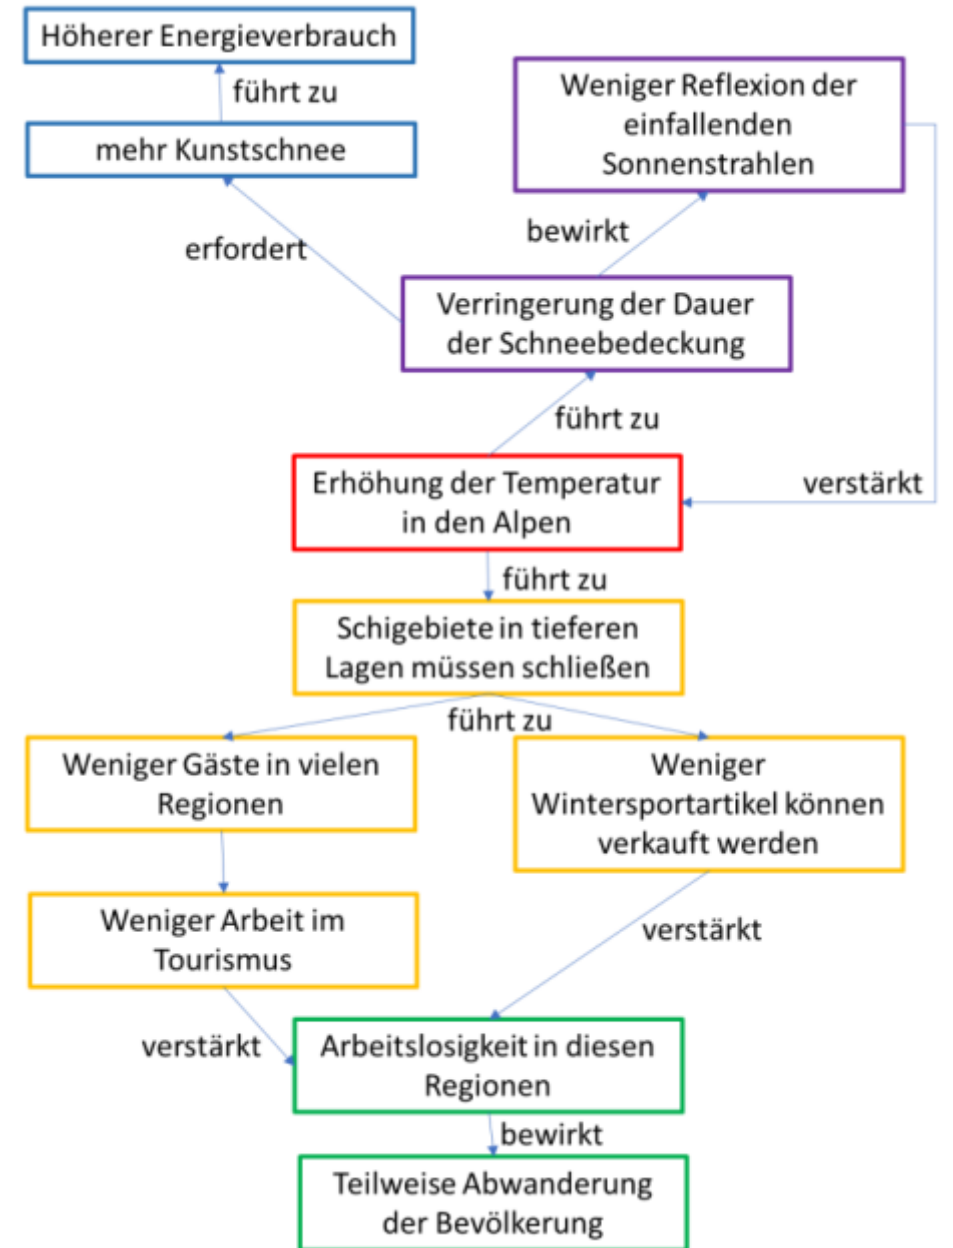 Höherer Energieverbrauch
führt zu
mehr Kunstschnee
Weniger Reflexion der
einfallenden
Sonnenstrahlen
erfordert
bewirkt
Verringerung der Dauer
der Schneebedeckung
führt zu
Erhöhung der Temperatur
in den Alpen
verstärkt
führt zu
Schigebiete in tieferen
Lagen müssen schließen
führt zu
Weniger Gäste in vielen
Regionen
Weniger
Wintersportartikel können
verkauft werden
Weniger Arbeit im
Tourismus
verstärkt
verstärkt
Arbeitslosigkeit in diesen
Regionen
bewirkt
Teilweise Abwanderung
der Bevölkerung